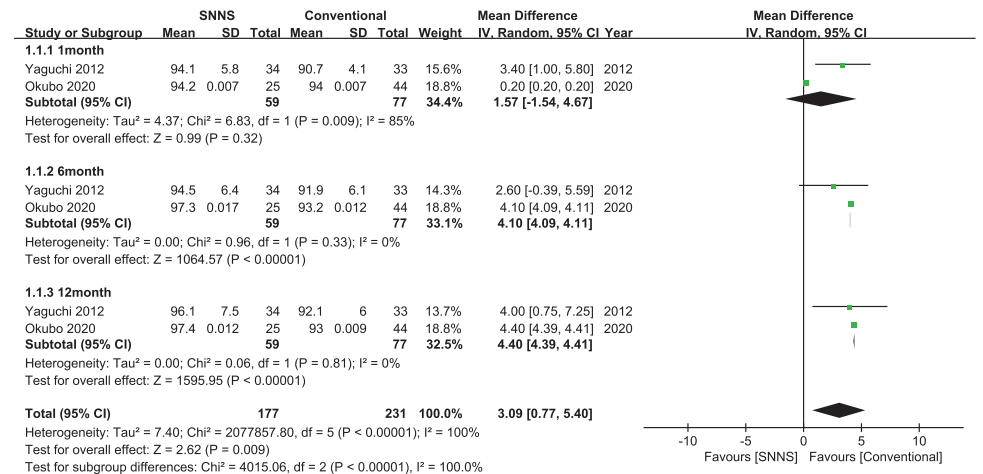 SNNS Conventional Mean Difference Mean Difference
Study or Subgroup Mean SD Total Mean SD Total Weight IV, Random, 95% CI Year IV, Random, 95% CI
1.1.1 1month
Yaguchi 2012 94.1 5.8 34 90.7 4.1 33 15.6% 3.40 [1.00, 5.80] 2012
Okubo 2020 94.2 0.007 25 94 0.007 44 18.8% 0.20 [0.20, 0.20] 2020
Subtotal (95% CI) 59 77 34.4% 1.57 [-1.54, 4.67]
Heterogeneity: Tau² = 4.37; Chi² = 6.83, df = 1 (P = 0.009); I² = 85%
Test for overall effect: Z = 0.99 (P = 0.32)
1.1.2 6month
Yaguchi 2012 94.5 6.4 34 91.9 6.1 33 14.3% 2.60 [-0.39, 5.59] 2012
Okubo 2020 97.3 0.017 25 93.2 0.012 44 18.8% 4.10 [4.09, 4.11] 2020
Subtotal (95% CI) 59 77 33.1% 4.10 [4.09, 4.11]
Heterogeneity: Tau² = 0.00; Chi² = 0.96, df = 1 (P = 0.33); I² = 0%
Test for overall effect: Z = 1064.57 (P < 0.00001)
1.1.3 12month
Yaguchi 2012 96.1 7.5 34 92.1 6 33 13.7% 4.00 [0.75, 7.25] 2012
Okubo 2020 97.4 0.012 25 93 0.009 44 18.8% 4.40 [4.39, 4.41] 2020
Subtotal (95% CI) 59 77 32.5% 4.40 [4.39, 4.41]
Heterogeneity: Tau² = 0.00; Chi² = 0.06, df = 1 (P = 0.81); I² = 0%
Test for overall effect: Z = 1595.95 (P < 0.00001)
Total (95% CI) 177 231 100.0% 3.09 [0.77, 5.40]
Heterogeneity: Tau² = 7.40; Chi² = 2077857.80, df = 5 (P < 0.00001); I² = 100%
Test for overall effect: Z = 2.62 (P = 0.009)
Test for subgroup differences: Chi² = 4015.06, df = 2 (P < 0.00001), I² = 100.0%
-10 -5 0 5 10
Favours [SNNS] Favours [Conventional]